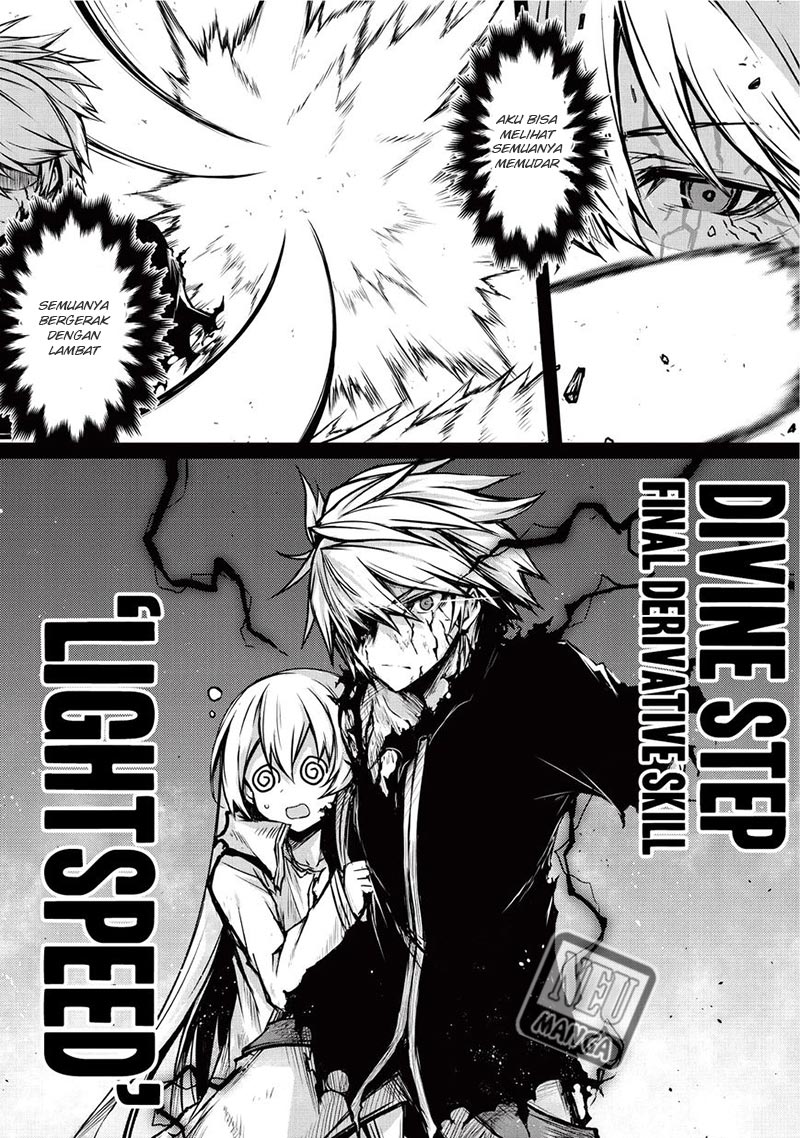 AKU BISA
MELIHAT
SEMUANYA
MEMUDAR
SEMUANYA
BERGERAK
DENGAN
LAMBAT
DIVINE STEP
FINAL DERIVATIVE SKILL
'LIGHT SPEED'
NEU
MANGA